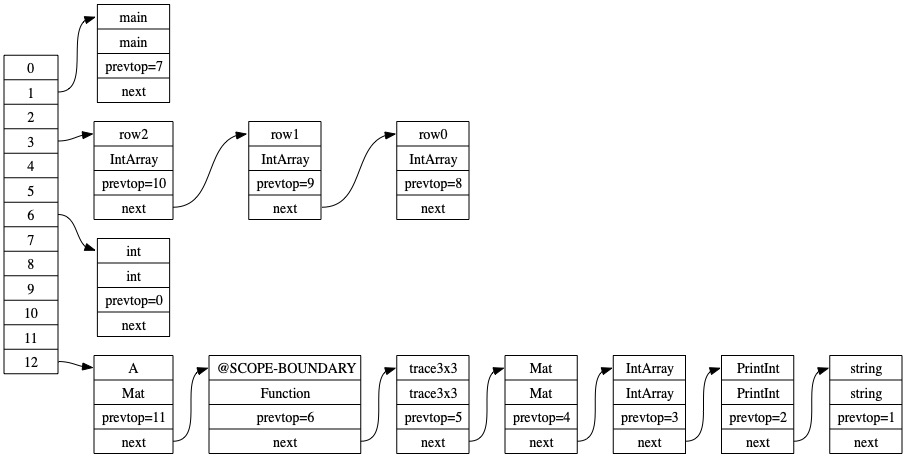 0
1
2
3
4
5
6
7
8
9
10
11
12
main
main
prevtop=7
next
row2
IntArray
prevtop=10
next
row1
IntArray
prevtop=9
next
row0
IntArray
prevtop=8
next
int
int
prevtop=0
next
A
Mat
prevtop=11
next
@SCOPE-BOUNDARY
Function
prevtop=6
next
trace3x3
trace3x3
prevtop=5
next
Mat
Mat
prevtop=4
next
IntArray
IntArray
prevtop=3
next
PrintInt
PrintInt
prevtop=2
next
string
string
prevtop=1
next